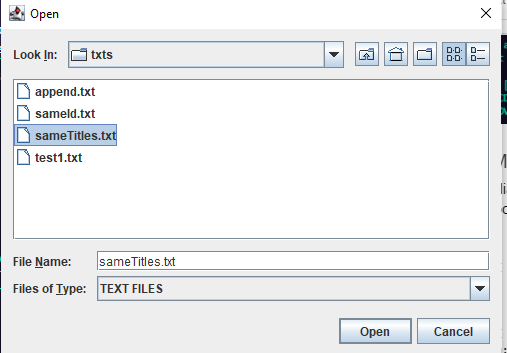 Open
Look In: txts
append.txt
sameId.txt
sameTitles.txt
test1.txt
File Name: sameTitles.txt
Files of Type: TEXT FILES
Open Cancel